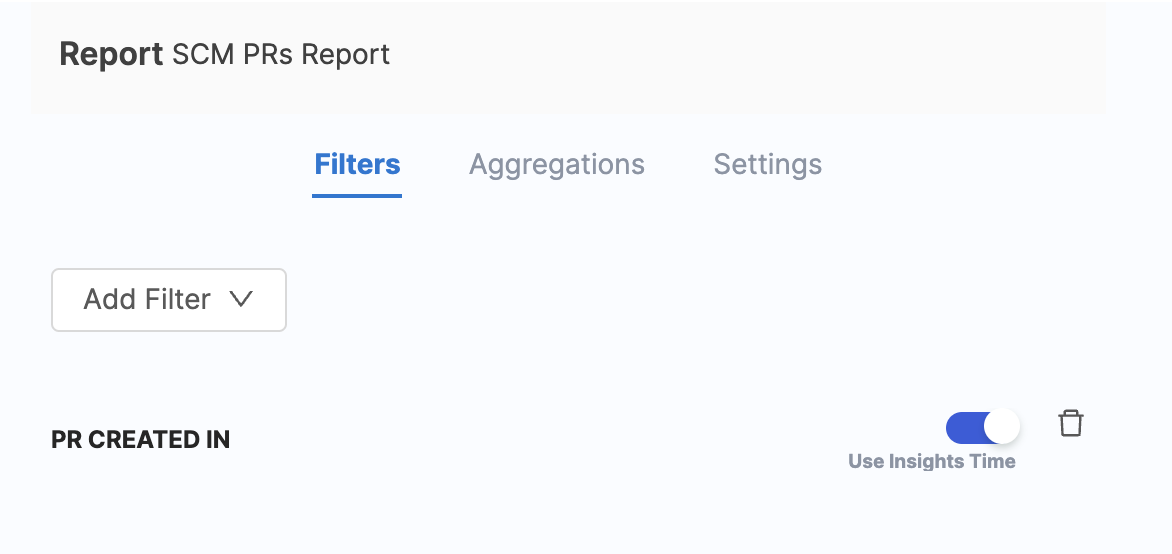 Report SCM PRs Report
Filters Aggregations Settings
Add Filter
PR CREATED IN
Use Insights Time